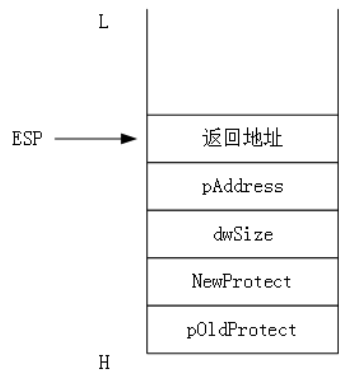 L
ESP
返回地址
pAddress
dwSize
NewProtect
pOldProtect
H